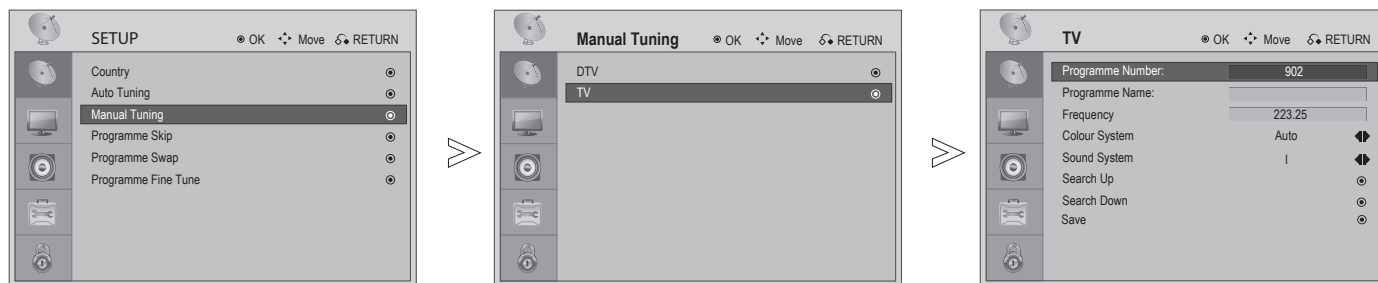 SETUP OK Move RETURN
Country
Auto Tuning
Manual Tuning
Programme Skip
Programme Swap
Programme Fine Tune
Manual Tuning OK Move RETURN
DTV
TV
TV OK Move RETURN
Programme Number: 902
Programme Name:
Frequency 223.25
Colour System Auto
Sound System I
Search Up
Search Down
Save